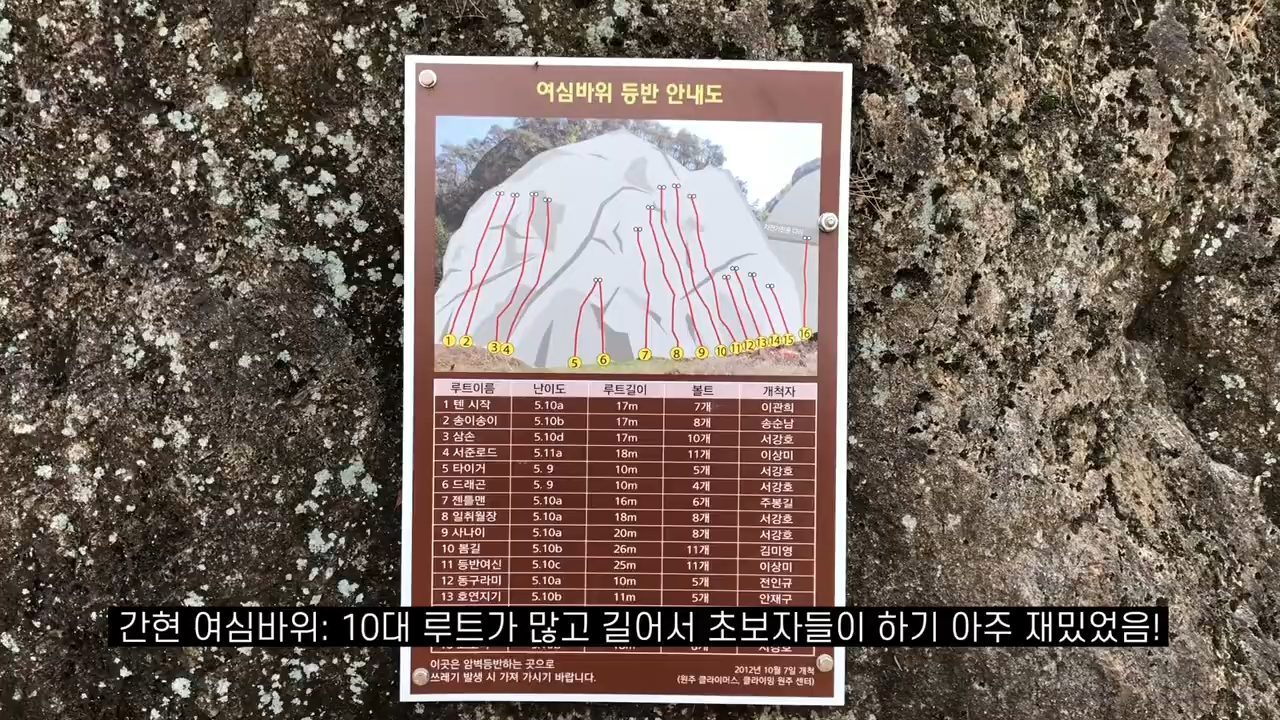 여심바위 등반 안내도
1 2 3 4 5 6 7 8 9 10 11 12 13 14 15 16
루트이름 난이도 루트길이 볼트 개척자
1 텐 시작 5.10a 17m 7개 이관희
2 송이송이 5.10b 17m 8개 송순남
3 삼손 5.10d 17m 10개 서강호
4 서준로드 5.11a 18m 11개 이상미
5 타이거 5. 9 10m 5개 서강호
6 드래곤 5. 9 10m 4개 서강호
7 젠틀맨 5.10a 16m 6개 주봉길
8 일취월장 5.10a 18m 8개 서강호
9 사나이 5.10a 20m 8개 서강호
10 봄길 5.10b 26m 11개 김미영
11 등반여신 5.10c 25m 11개 이상미
12 동구라미 5.10a 10m 5개 전인규
13 호연지기 5.10b 11m 5개 안재구
간현 여심바위: 10대 루트가 많고 길어서 초보자들이 하기 아주 재밌었음!
이곳은 암벽등반하는 곳으로
쓰레기 발생 시 가져 가시기 바랍니다.
2012년 10월 7일 개척
(원주 클라이머스, 클라이밍 원주 센터)